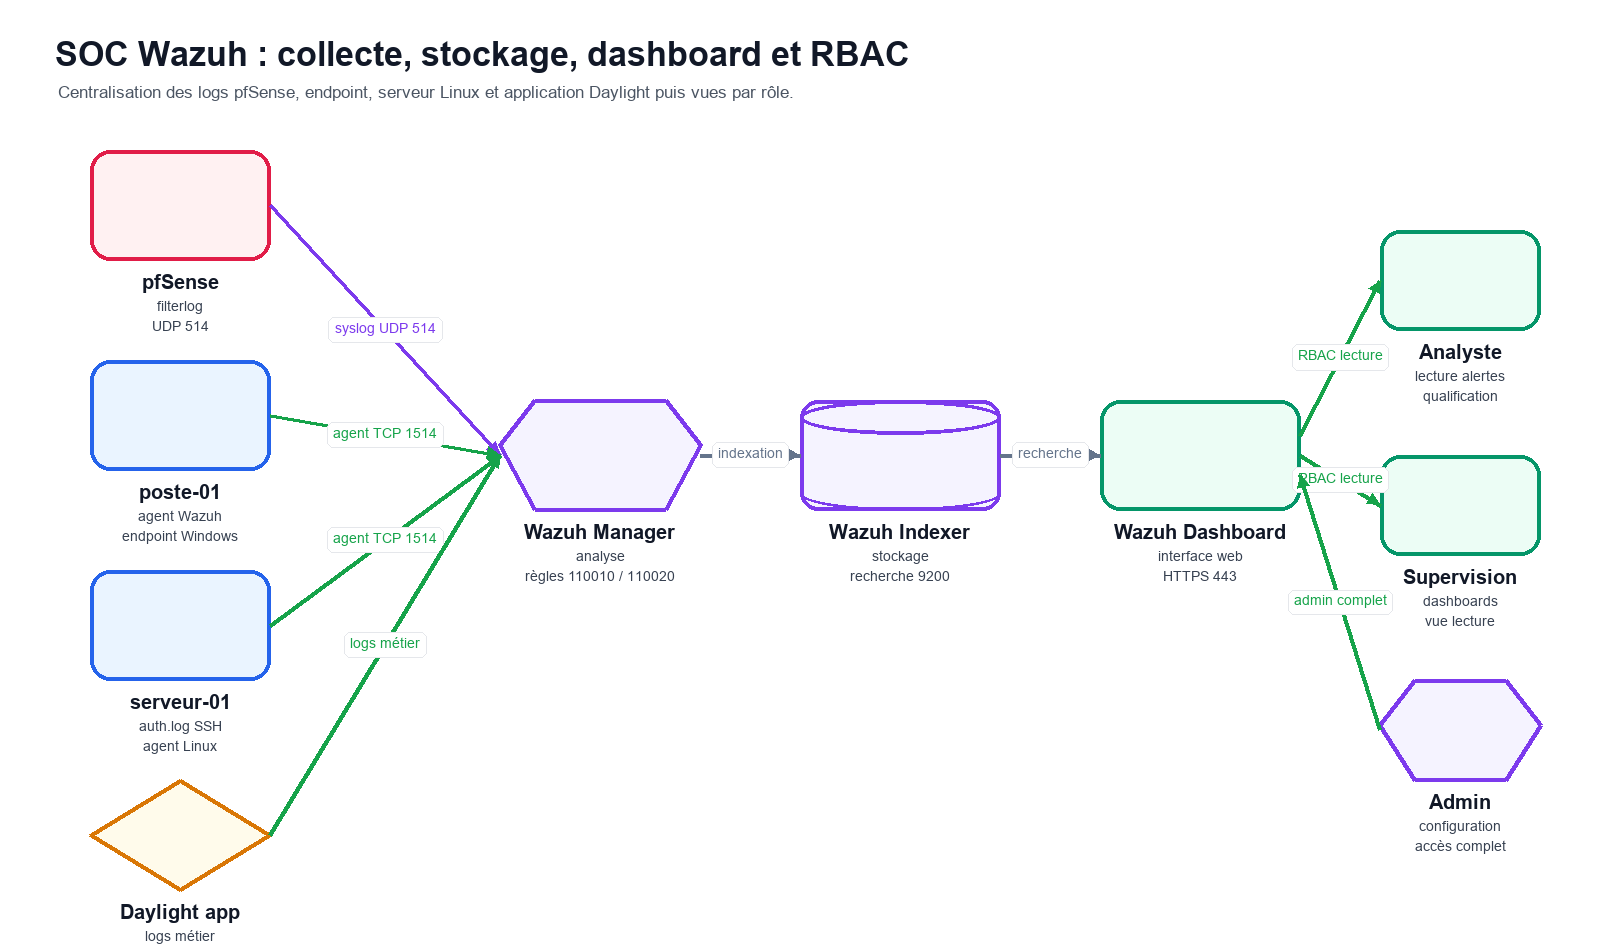 SOC Wazuh : collecte, stockage, dashboard et RBAC
Centralisation des logs pfSense, endpoint, serveur Linux et application Daylight puis vues par rôle.
pfSense
filterlog
UDP 514
syslog UDP 514
poste-01
agent Wazuh
endpoint Windows
agent TCP 1514
serveur-01
auth.log SSH
agent Linux
agent TCP 1514
Daylight app
logs métier
logs métier
Wazuh Manager
analyse
règles 110010 / 110020
indexation
Wazuh Indexer
stockage
recherche 9200
recherche
Wazuh Dashboard
interface web
HTTPS 443
RBAC lecture
Analyste
lecture alertes
qualification
RBAC lecture
Supervision
dashboards
vue lecture
admin complet
Admin
configuration
accès complet